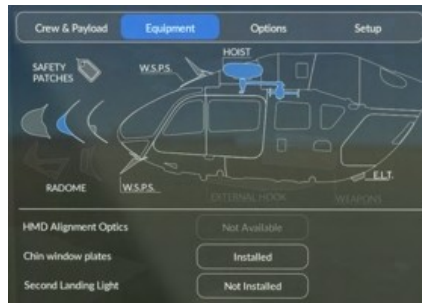 Crew & Payload Equipment Options Setup
HOIST
SAFETY PATCHES
W.S.P.S.
RADOME
W.S.P.S.
EXTERNAL HOOK
WEAPONS
E.L.T.
HMD Alignment Optics Not Available
Chin window plates Installed
Second Landing Light Not Installed